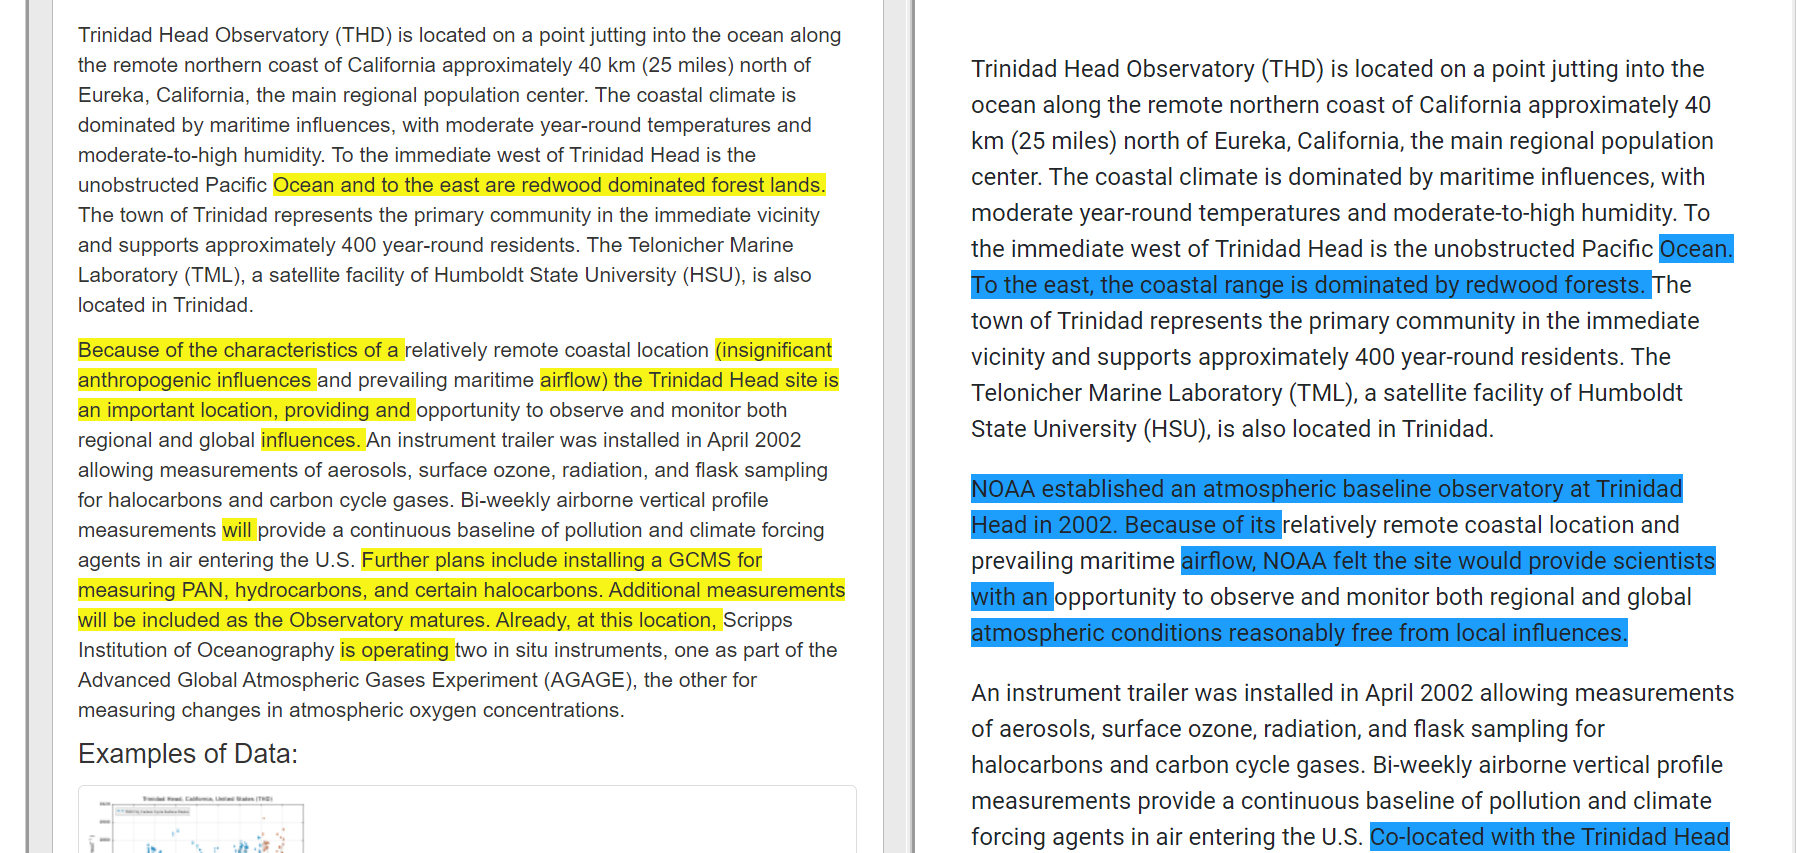 Trinidad Head Observatory (THD) is located on a point jutting into the ocean along
the remote northern coast of California approximately 40 km (25 miles) north of
Eureka, California, the main regional population center. The coastal climate is
dominated by maritime influences, with moderate year-round temperatures and
moderate-to-high humidity. To the immediate west of Trinidad Head is the
unobstructed Pacific Ocean and to the east are redwood dominated forest lands.
The town of Trinidad represents the primary community in the immediate vicinity
and supports approximately 400 year-round residents. The Telonicher Marine
Laboratory (TML), a satellite facility of Humboldt State University (HSU), is also
located in Trinidad.
Because of the characteristics of a relatively remote coastal location (insignificant
anthropogenic influences and prevailing maritime airflow) the Trinidad Head site is
an important location, providing and opportunity to observe and monitor both
regional and global influences. An instrument trailer was installed in April 2002
allowing measurements of aerosols, surface ozone, radiation, and flask sampling
for halocarbons and carbon cycle gases. Bi-weekly airborne vertical profile
measurements will provide a continuous baseline of pollution and climate forcing
agents in air entering the U.S. Further plans include installing a GCMS for
measuring PAN, hydrocarbons, and certain halocarbons. Additional measurements
will be included as the Observatory matures. Already, at this location, Scripps
Institution of Oceanography is operating two in situ instruments, one as part of the
Advanced Global Atmospheric Gases Experiment (AGAGE), the other for
measuring changes in atmospheric oxygen concentrations.
Examples of Data:
Trinidad Head, California, United States (THD)
Trinidad Head Observatory (THD) is located on a point jutting into the
ocean along the remote northern coast of California approximately 40
km (25 miles) north of Eureka, California, the main regional population
center. The coastal climate is dominated by maritime influences, with
moderate year-round temperatures and moderate-to-high humidity. To
the immediate west of Trinidad Head is the unobstructed Pacific Ocean.
To the east, the coastal range is dominated by redwood forests. The
town of Trinidad represents the primary community in the immediate
vicinity and supports approximately 400 year-round residents. The
Telonicher Marine Laboratory (TML), a satellite facility of Humboldt
State University (HSU), is also located in Trinidad.
NOAA established an atmospheric baseline observatory at Trinidad
Head in 2002. Because of its relatively remote coastal location and
prevailing maritime airflow, NOAA felt the site would provide scientists
with an opportunity to observe and monitor both regional and global
atmospheric conditions reasonably free from local influences.
An instrument trailer was installed in April 2002 allowing measurements
of aerosols, surface ozone, radiation, and flask sampling for
halocarbons and carbon cycle gases. Bi-weekly airborne vertical profile
measurements provide a continuous baseline of pollution and climate
forcing agents in air entering the U.S. Co-located with the Trinidad Head